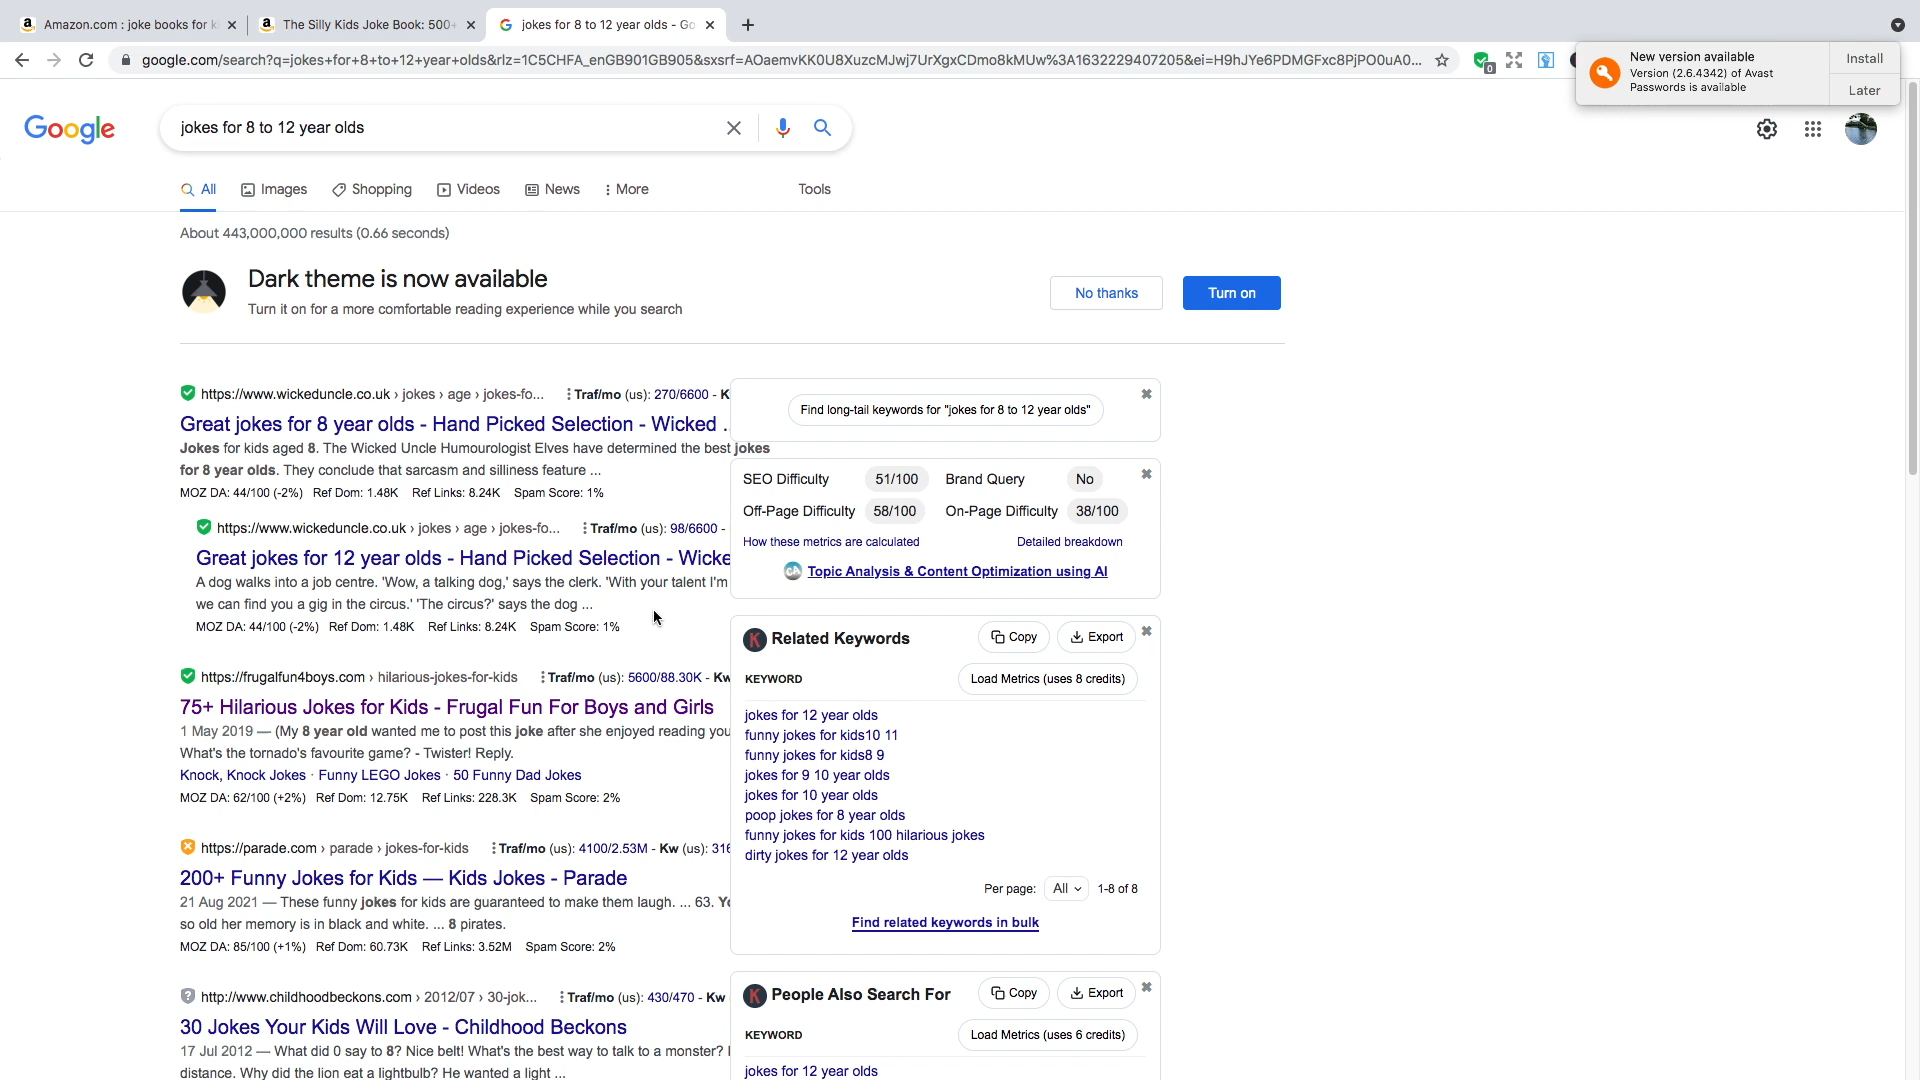 Amazon.com : joke books for k
The Silly Kids Joke Book: 500+
jokes for 8 to 12 year olds - Go
google.com/search?q=jokes+for+8+to+12+year+olds&rlz=1C5CHFA_enGB901GB905&sxsrf=AOaemvKK0U8XuzcMJwj7UrXgxCDmo8kMUw%3A1632229407205&ei=H9hJYe6PDMGFxc8PjPO0uA0...
0
New version available
Version (2.6.4342) of Avast
Passwords is available
Install
Later
Google
jokes for 8 to 12 year olds
All
Images
Shopping
Videos
News
More
Tools
About 443,000,000 results (0.66 seconds)
Dark theme is now available
Turn it on for a more comfortable reading experience while you search
No thanks
Turn on
https://www.wickeduncle.co.uk › jokes › age › jokes-fo... Traf/mo (us): 270/6600 - K
Great jokes for 8 year olds - Hand Picked Selection - Wicked ..
Jokes for kids aged 8. The Wicked Uncle Humourologist Elves have determined the best jokes
for 8 year olds. They conclude that sarcasm and silliness feature ...
MOZ DA: 44/100 (-2%) Ref Dom: 1.48K Ref Links: 8.24K Spam Score: 1%
https://www.wickeduncle.co.uk › jokes › age › jokes-fo... Traf/mo (us): 98/6600 -
Great jokes for 12 year olds - Hand Picked Selection - Wicke
A dog walks into a job centre. 'Wow, a talking dog,' says the clerk. 'With your talent I'm
we can find you a gig in the circus.' 'The circus?' says the dog ...
MOZ DA: 44/100 (-2%) Ref Dom: 1.48K Ref Links: 8.24K Spam Score: 1%
https://frugalfun4boys.com › hilarious-jokes-for-kids Traf/mo (us): 5600/88.30K - Kw
75+ Hilarious Jokes for Kids - Frugal Fun For Boys and Girls
1 May 2019 — (My 8 year old wanted me to post this joke after she enjoyed reading you
What's the tornado's favourite game? - Twister! Reply.
Knock, Knock Jokes · Funny LEGO Jokes · 50 Funny Dad Jokes
MOZ DA: 62/100 (+2%) Ref Dom: 12.75K Ref Links: 228.3K Spam Score: 2%
https://parade.com › parade › jokes-for-kids Traf/mo (us): 4100/2.53M - Kw (us): 316
200+ Funny Jokes for Kids — Kids Jokes - Parade
21 Aug 2021 — These funny jokes for kids are guaranteed to make them laugh. ... 63. Yo
so old her memory is in black and white. ... 8 pirates.
MOZ DA: 85/100 (+1%) Ref Dom: 60.73K Ref Links: 3.52M Spam Score: 2%
http://www.childhoodbeckons.com › 2012/07 › 30-jok... Traf/mo (us): 430/470 - Kw
30 Jokes Your Kids Will Love - Childhood Beckons
17 Jul 2012 — What did 0 say to 8? Nice belt! What's the best way to talk to a monster?
distance. Why did the lion eat a lightbulb? He wanted a light ...
Find long-tail keywords for "jokes for 8 to 12 year olds"
SEO Difficulty 51/100 Brand Query No
Off-Page Difficulty 58/100 On-Page Difficulty 38/100
How these metrics are calculated
Detailed breakdown
Topic Analysis & Content Optimization using AI
Related Keywords
Copy
Export
KEYWORD
Load Metrics (uses 8 credits)
jokes for 12 year olds
funny jokes for kids10 11
funny jokes for kids8 9
jokes for 9 10 year olds
jokes for 10 year olds
poop jokes for 8 year olds
funny jokes for kids 100 hilarious jokes
dirty jokes for 12 year olds
Per page: All 1-8 of 8
Find related keywords in bulk
People Also Search For
Copy
Export
KEYWORD
Load Metrics (uses 6 credits)
jokes for 12 year olds